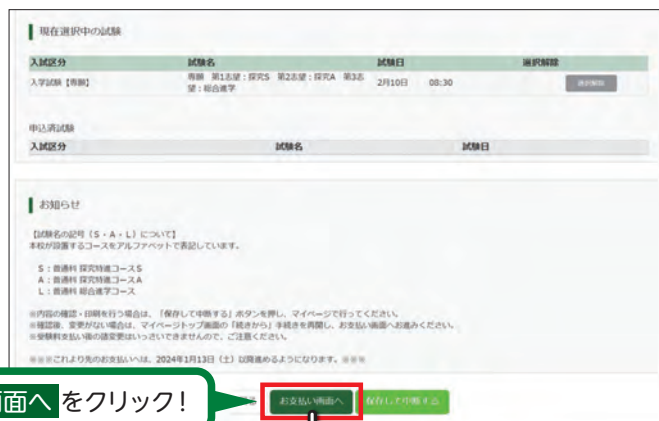 現在選択中の試験
入試区分 試験名 試験日 選択解除
入学試験【専願】 専願 第1志望：探究S 第2志望：探究A 第3志望：総合進学 2月10日 08:30 選択解除
申込済試験
入試区分 試験名 試験日
お知らせ
【試験名の記号（S・A・L）について】
本校が設置するコースをアルファベットで表記しています。
S：普通科 探究特進コースS
A：普通科 探究特進コースA
L：普通科 総合進学コース
※内容の確認・印刷を行う場合は、「保存して中断する」ボタンを押し、マイページで行ってください。
※確認後、変更がない場合は、マイページトップ画面の「続きから」手続きを再開し、お支払い画面へお進みください。
※受験料支払い後の諸変更はいっさいできませんので、ご注意ください。
※※※これより先のお支払いへは、2024年1月13日（土）以降進めるようになります。※※※
画面へ をクリック！
お支払い画面へ 保存して中断する